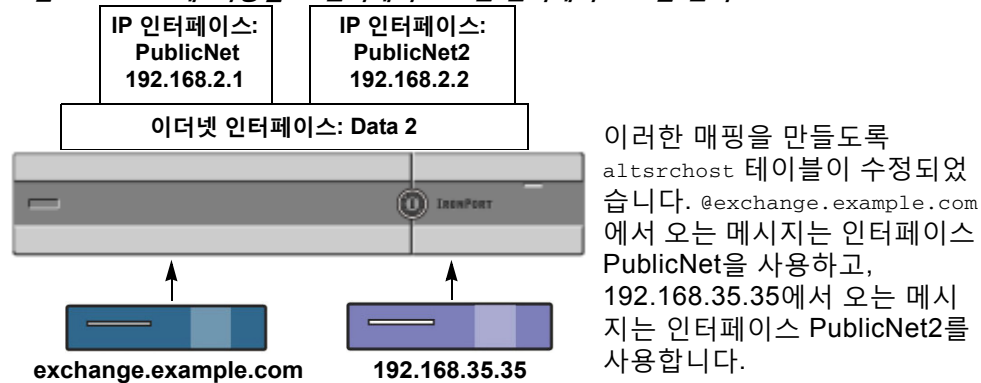 IP 인터페이스:
PublicNet
192.168.2.1
IP 인터페이스:
PublicNet2
192.168.2.2
이더넷 인터페이스: Data 2
IRONPORT
exchange.example.com
192.168.35.35
이러한 매핑을 만들도록
altsrchost 테이블이 수정되었
습니다. @exchange.example.com
에서 오는 메시지는 인터페이스
PublicNet을 사용하고,
192.168.35.35에서 오는 메시
지는 인터페이스 PublicNet2를
사용합니다.